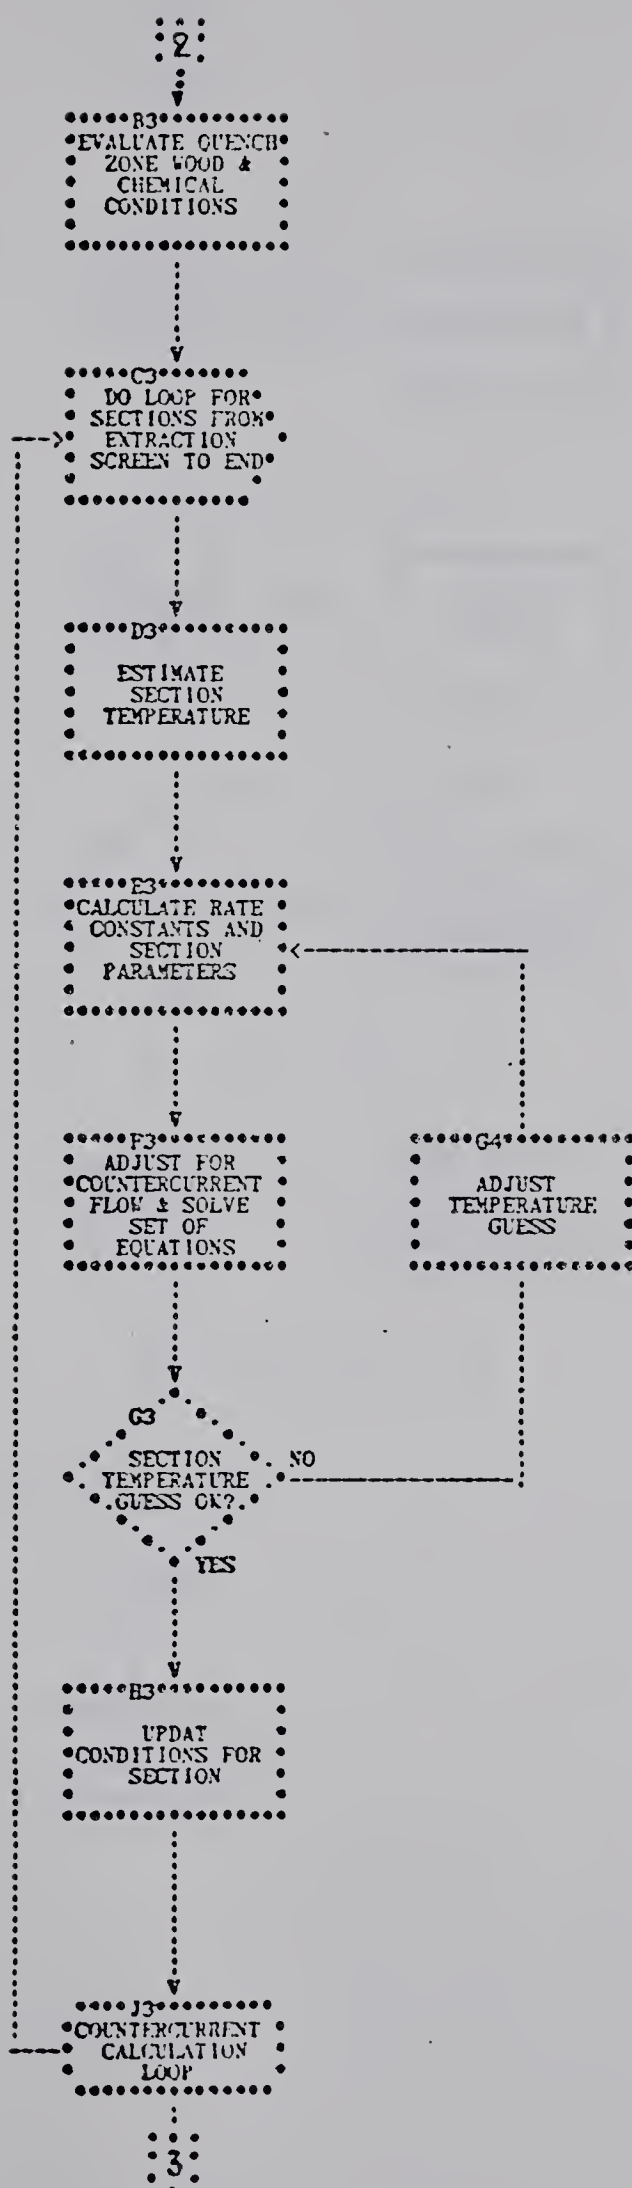 2
B3
EVALUATE QUENCH
ZONE WOOD &
CHEMICAL
CONDITIONS
C3
DO LOOP FOR
SECTIONS FROM
EXTRACTION
SCREEN TO END
D3
ESTIMATE
SECTION
TEMPERATURE
E3
CALCULATE RATE
CONSTANTS AND
SECTION
PARAMETERS
F3
ADJUST FOR
COUNTERCURRENT
FLOW & SOLVE
SET OF
EQUATIONS
G4
ADJUST
TEMPERATURE
GUESS
G3
SECTION
TEMPERATURE
GUESS OK?
NO
YES
H3
UPDAT
CONDITIONS FOR
SECTION
J3
COUNTERCURRENT
CALCULATION
LOOP
3